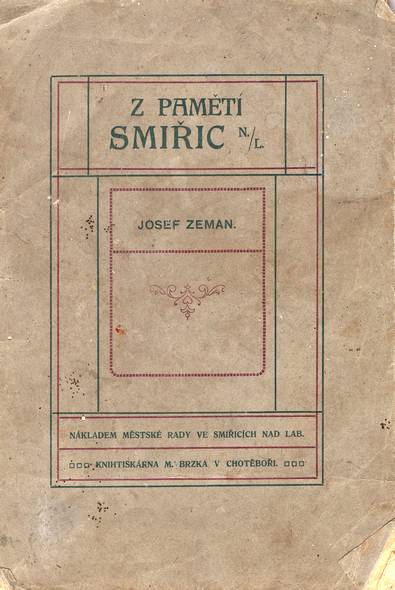 Z PAMĚTÍ
SMIŘIC N./L.
JOSEF ZEMAN.
NÁKLADEM MĚSTSKÉ RADY VE SMIŘICÍCH NAD LAB.
KNIHTISKÁRNA M. BRZKÁ V CHOTĚBOŘI.